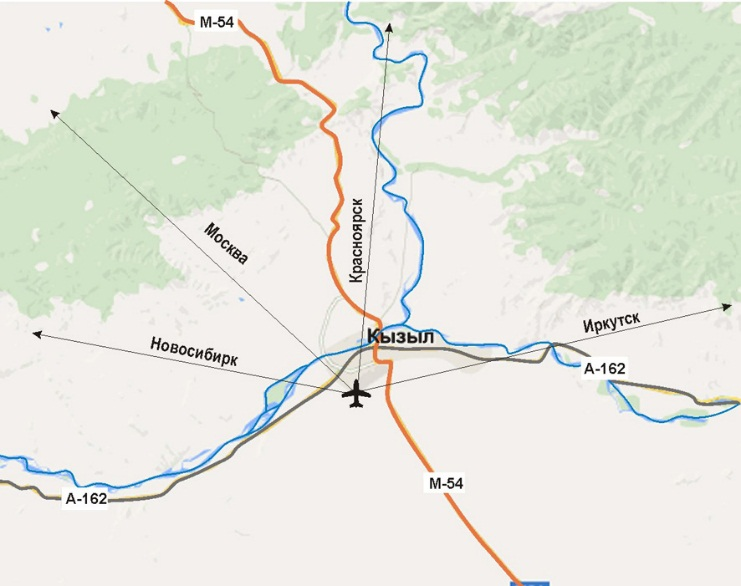 М-54
Москва
Красноярск
Иркутск
Кызыл
Новосибирк
А-162
М-54
А-162